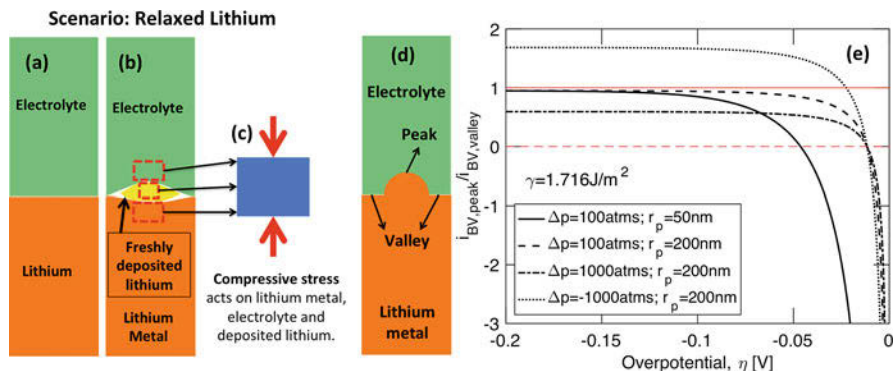 Scenario: Relaxed Lithium
(a)
Electrolyte
Lithium
(b)
Electrolyte
Freshly
deposited
lithium
Lithium
Metal
(c)
Compressive stress
acts on lithium metal,
electrolyte and
deposited lithium.
(d)
Electrolyte
Peak
Valley
Lithium
metal
(e)
i_BV,peak/i_BV,valley
2
1
0
-1
-2
-3
γ=1.716J/m²
Δp=100atms; r_p=50nm
Δp=100atms; r_p=200nm
Δp=1000atms; r_p=200nm
Δp=-1000atms; r_p=200nm
-0.2
-0.15
-0.1
-0.05
0
Overpotential, η [V]